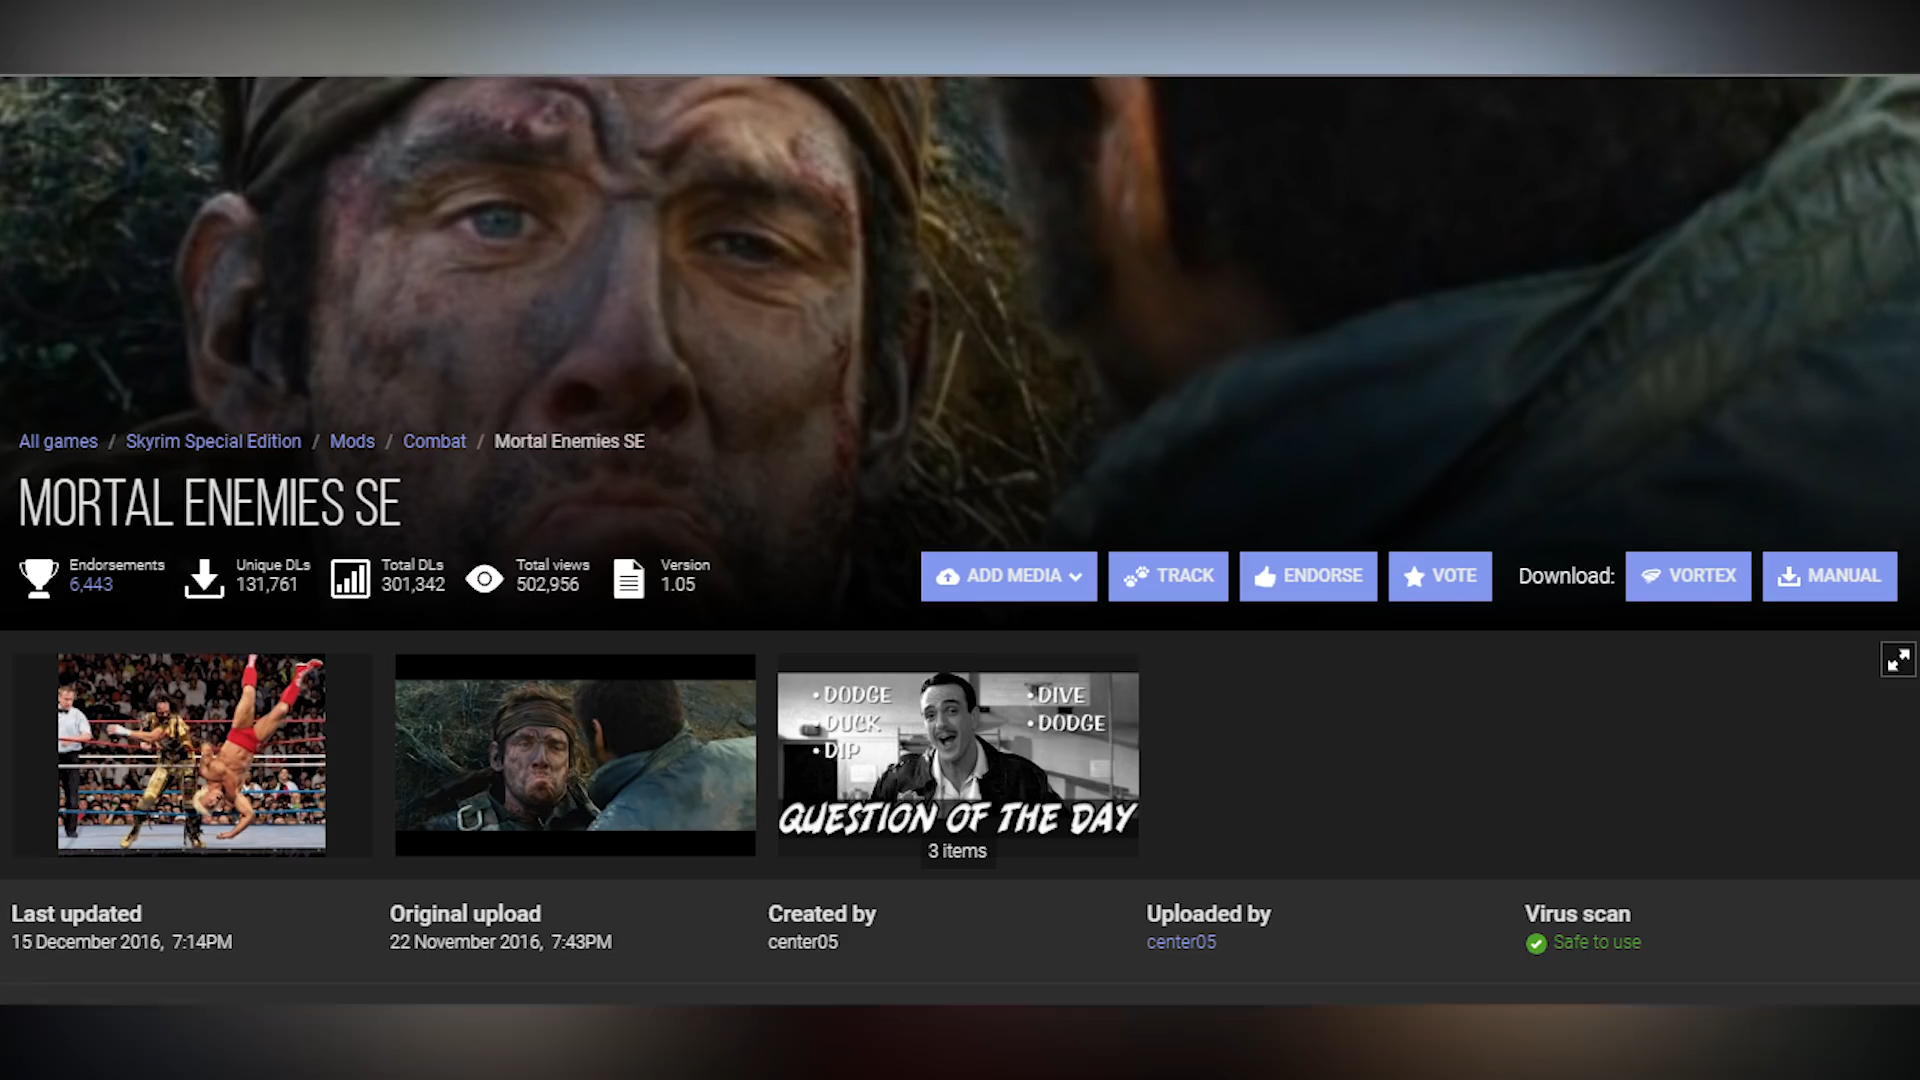 All games / Skyrim Special Edition / Mods / Combat / Mortal Enemies SE
MORTAL ENEMIES SE
Endorsements
6,443
Unique DLs
131,761
Total DLs
301,342
Total views
502,956
Version
1.05
ADD MEDIA
TRACK
ENDORSE
VOTE
Download:
VORTEX
MANUAL
• DODGE
• DUCK
• DIP
• DIVE
• DODGE
QUESTION OF THE DAY
3 items
Last updated
15 December 2016, 7:14PM
Original upload
22 November 2016, 7:43PM
Created by
center05
Uploaded by
center05
Virus scan
Safe to use